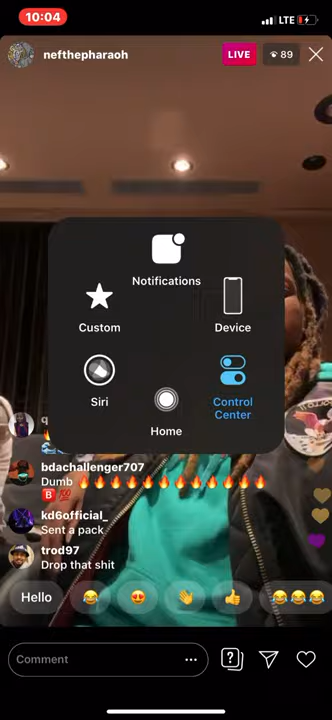 10:04
LTE
nefthepharaoh
LIVE
89
Notifications
Custom
Device
Siri
Control
Center
Home
bdachallenger707
Dumb 🔥🔥🔥🔥🔥🔥🔥🔥🔥🔥🔥🔥
🅱️💯
kd6official_
Sent a pack
trod97
Drop that shit
Hello 😂 😍 👋 👍 😂😂😂
Comment